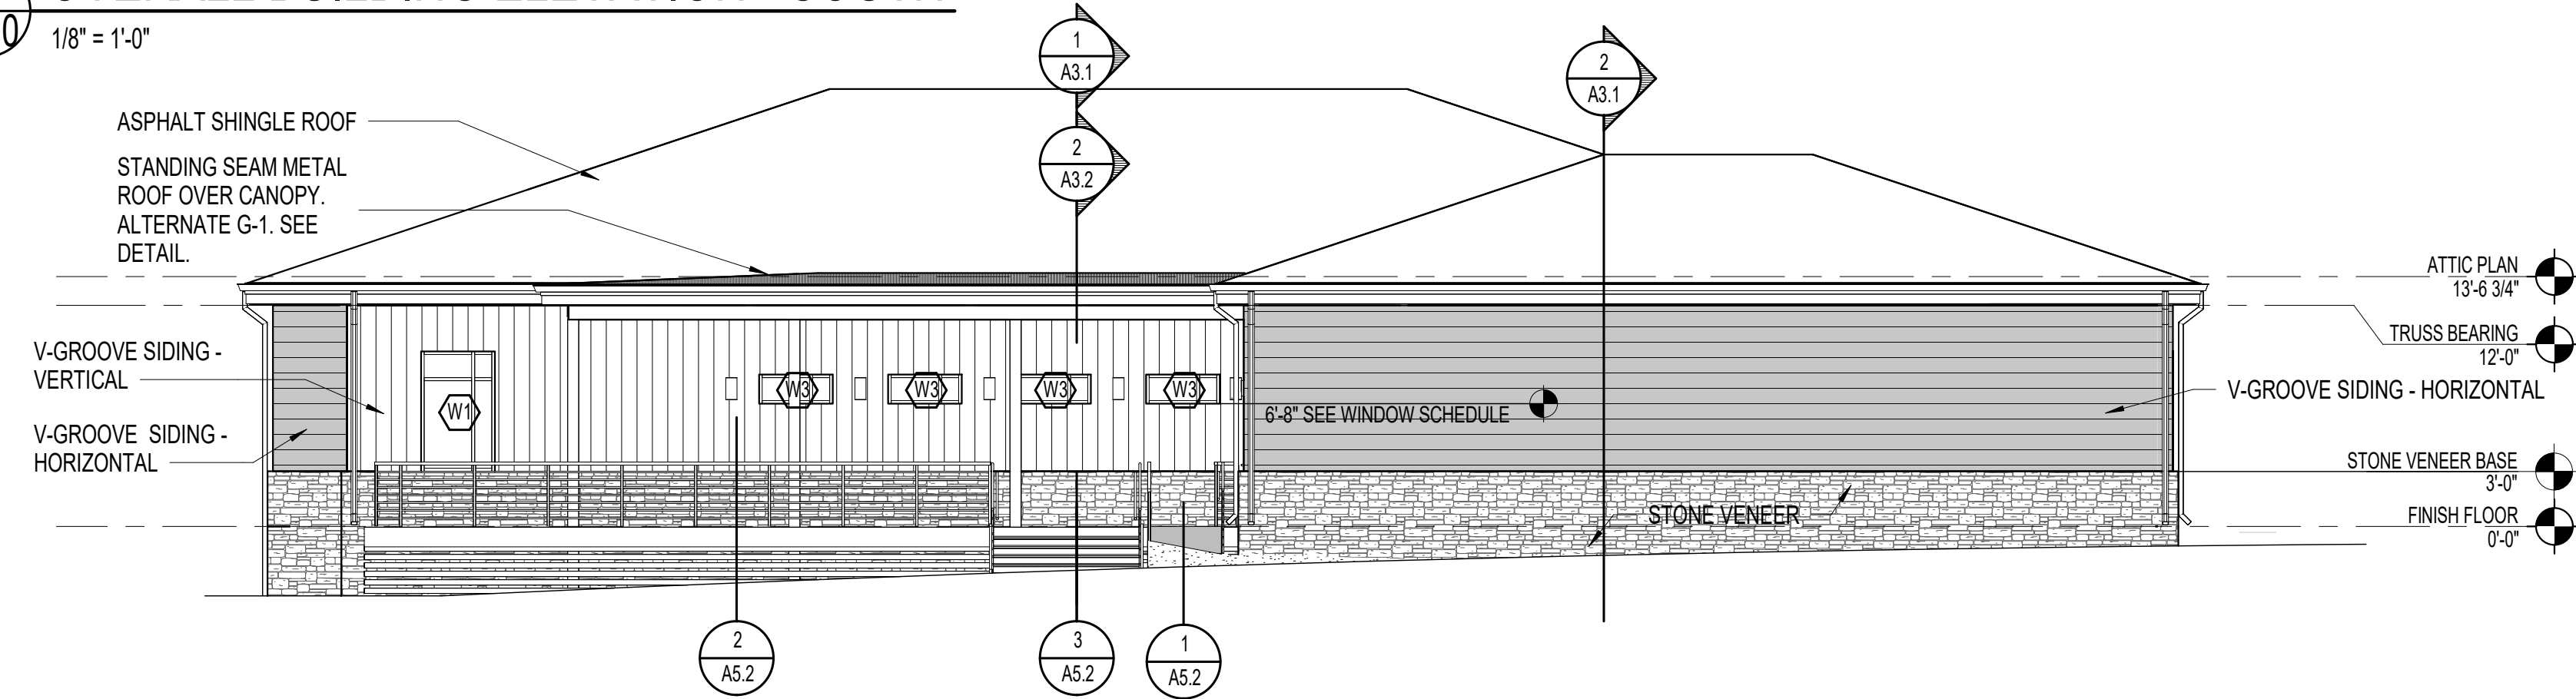 0
1/8" = 1'-0"
1
A3.1
2
A3.1
ASPHALT SHINGLE ROOF
2
A3.2
STANDING SEAM METAL
ROOF OVER CANOPY.
ALTERNATE G-1. SEE
DETAIL.
ATTIC PLAN
13'-6 3/4"
TRUSS BEARING
12'-0"
V-GROOVE SIDING -
VERTICAL
W1
W3
W3
W3
W3
6'-8" SEE WINDOW SCHEDULE
V-GROOVE SIDING - HORIZONTAL
V-GROOVE  SIDING -
HORIZONTAL
STONE VENEER BASE
3'-0"
STONE VENEER
FINISH FLOOR
0'-0"
2
A5.2
3
A5.2
1
A5.2